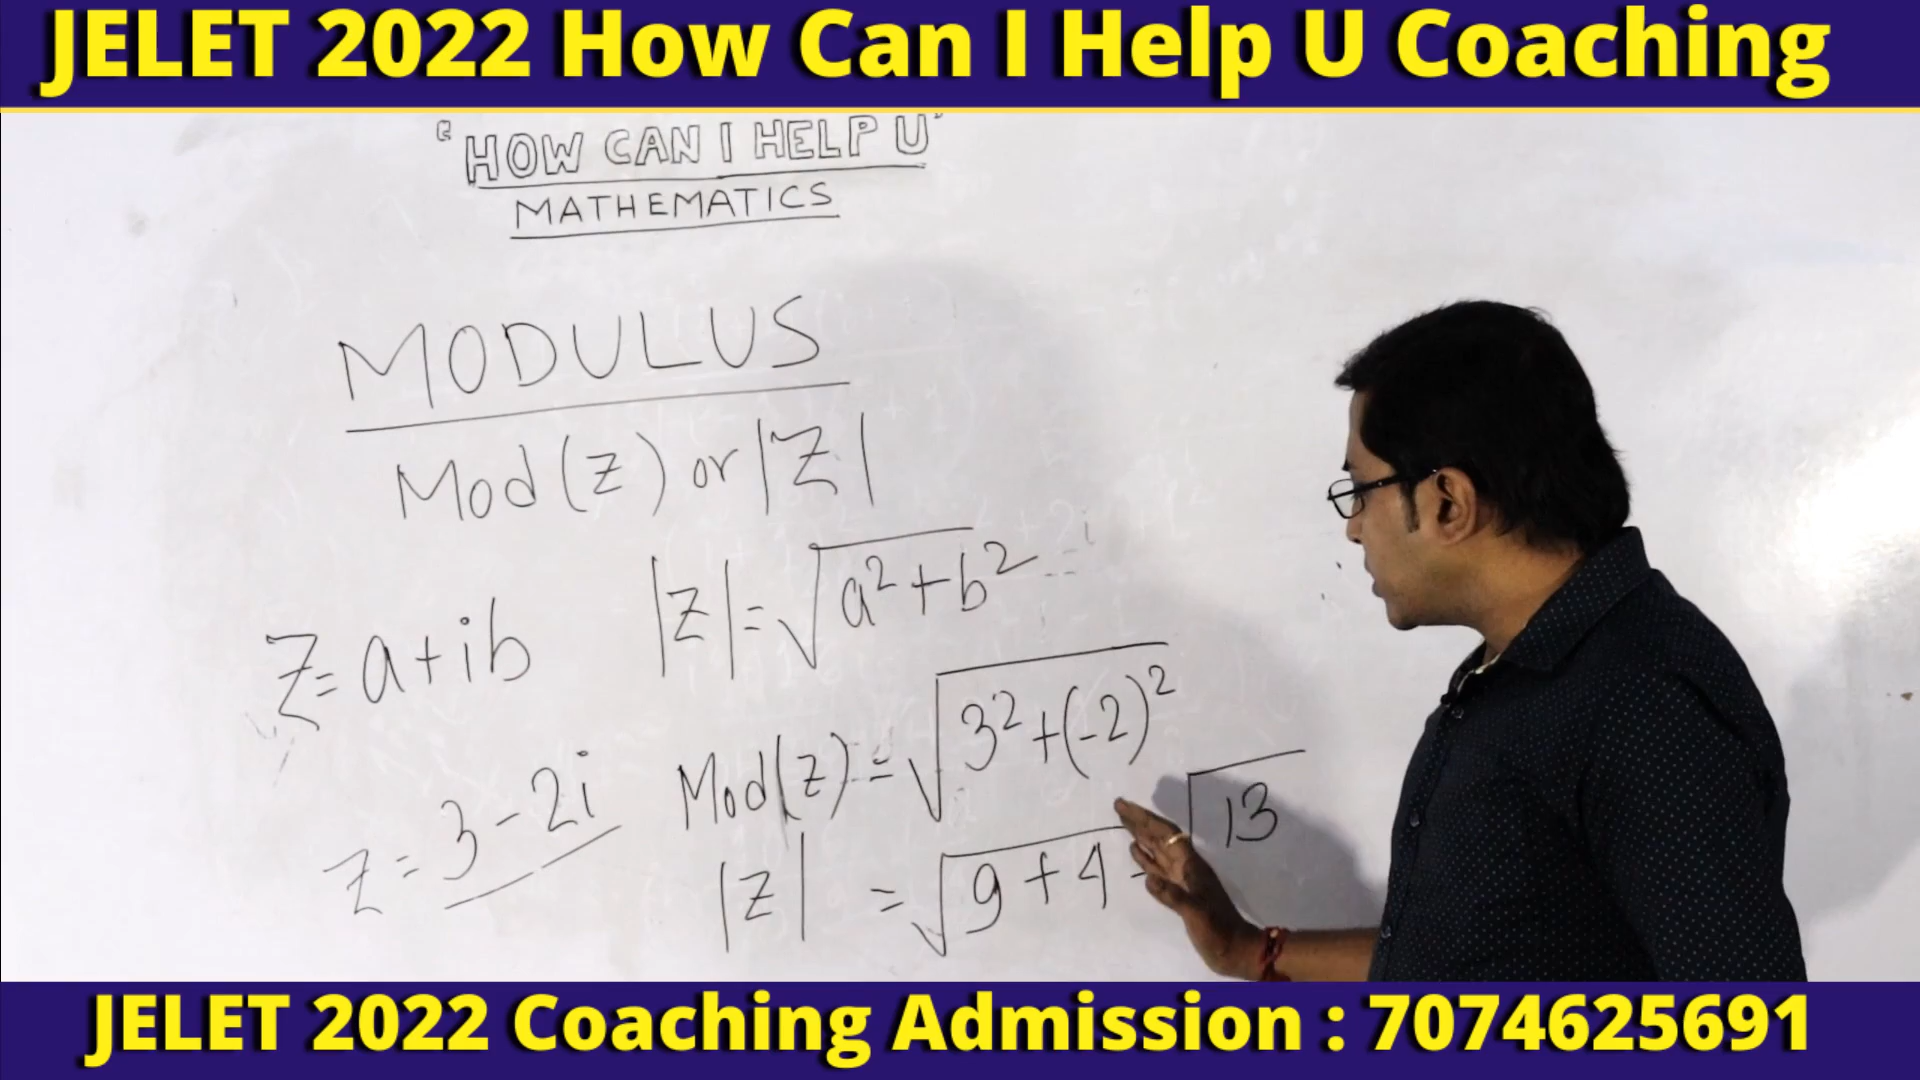 JELET 2022 How Can I Help U Coaching
"HOW CAN I HELP U"
MATHEMATICS
MODULUS
Mod (z) or |Z|
z = a+ib |z| = √a²+b²
z = 3-2i Mod(z) = √3²+(-2)²
|z| = √9+4 = √13
JELET 2022 Coaching Admission : 7074625691